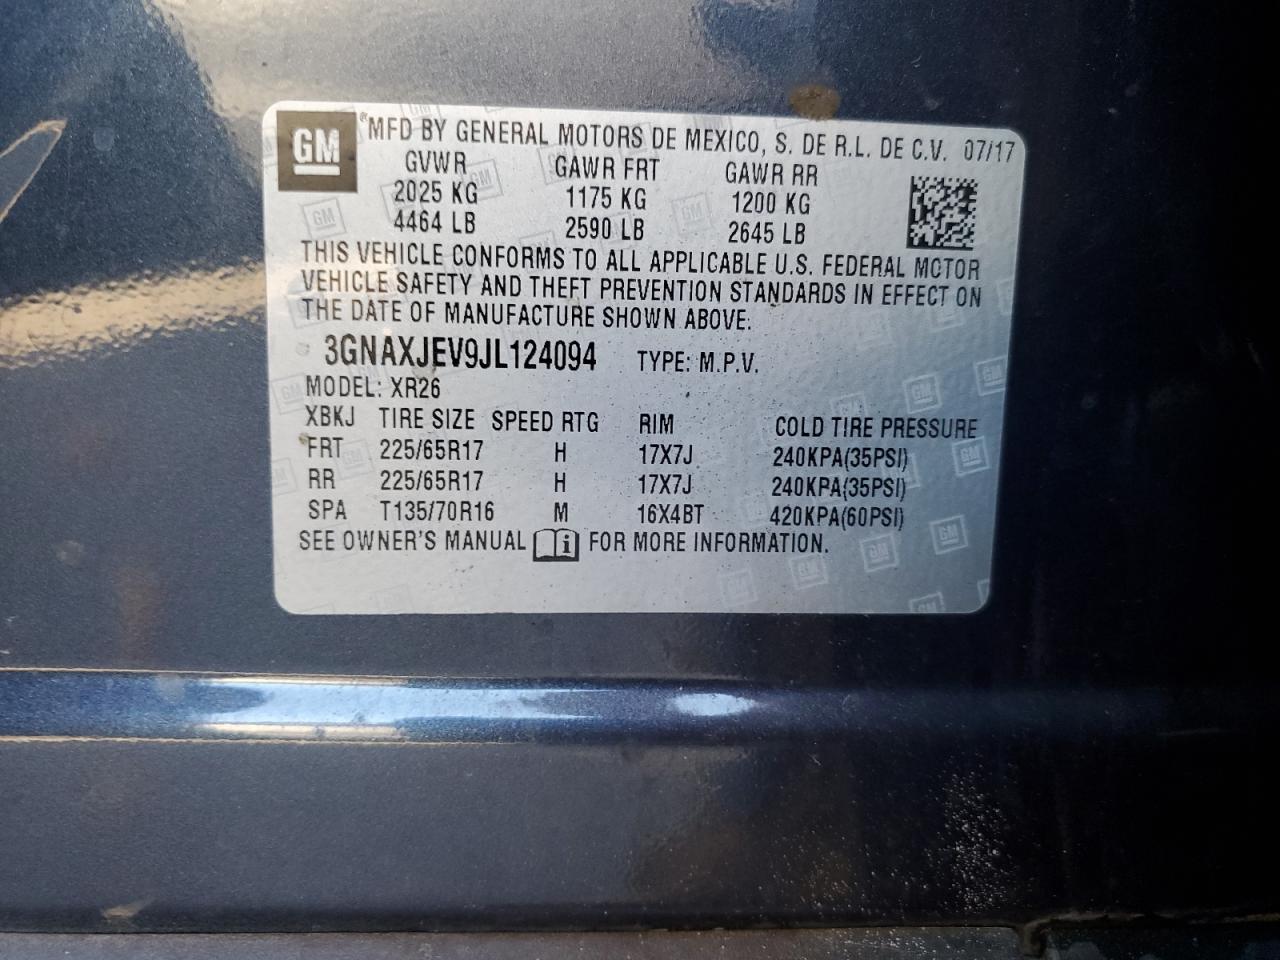 GM
®MFD BY GENERAL MOTORS DE MEXICO, S. DE R.L. DE C.V. 07/17
GVWR GAWR FRT GAWR RR
2025 KG 1175 KG 1200 KG
4464 LB 2590 LB 2645 LB
THIS VEHICLE CONFORMS TO ALL APPLICABLE U.S. FEDERAL MOTOR
VEHICLE SAFETY AND THEFT PREVENTION STANDARDS IN EFFECT ON
THE DATE OF MANUFACTURE SHOWN ABOVE.
3GNAXJEV9JL124094 TYPE: M.P.V.
MODEL: XR26
XBKJ TIRE SIZE SPEED RTG RIM COLD TIRE PRESSURE
FRT 225/65R17 H 17X7J 240KPA(35PSI)
RR 225/65R17 H 17X7J 240KPA(35PSI)
SPA T135/70R16 M 16X4BT 420KPA(60PSI)
SEE OWNER'S MANUAL i FOR MORE INFORMATION.